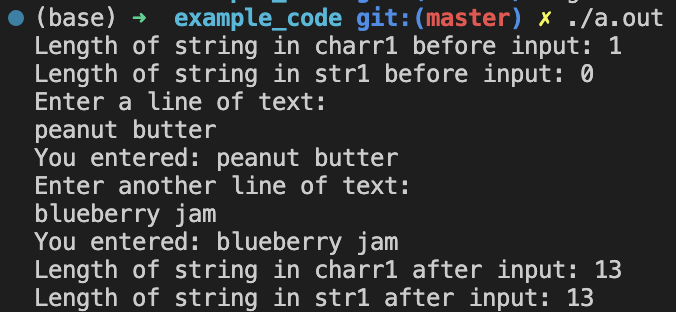 (base) ➜ example_code git:(master) ✗ ./a.out
Length of string in charr1 before input: 1
Length of string in str1 before input: 0
Enter a line of text:
peanut butter
You entered: peanut butter
Enter another line of text:
blueberry jam
You entered: blueberry jam
Length of string in charr1 after input: 13
Length of string in str1 after input: 13